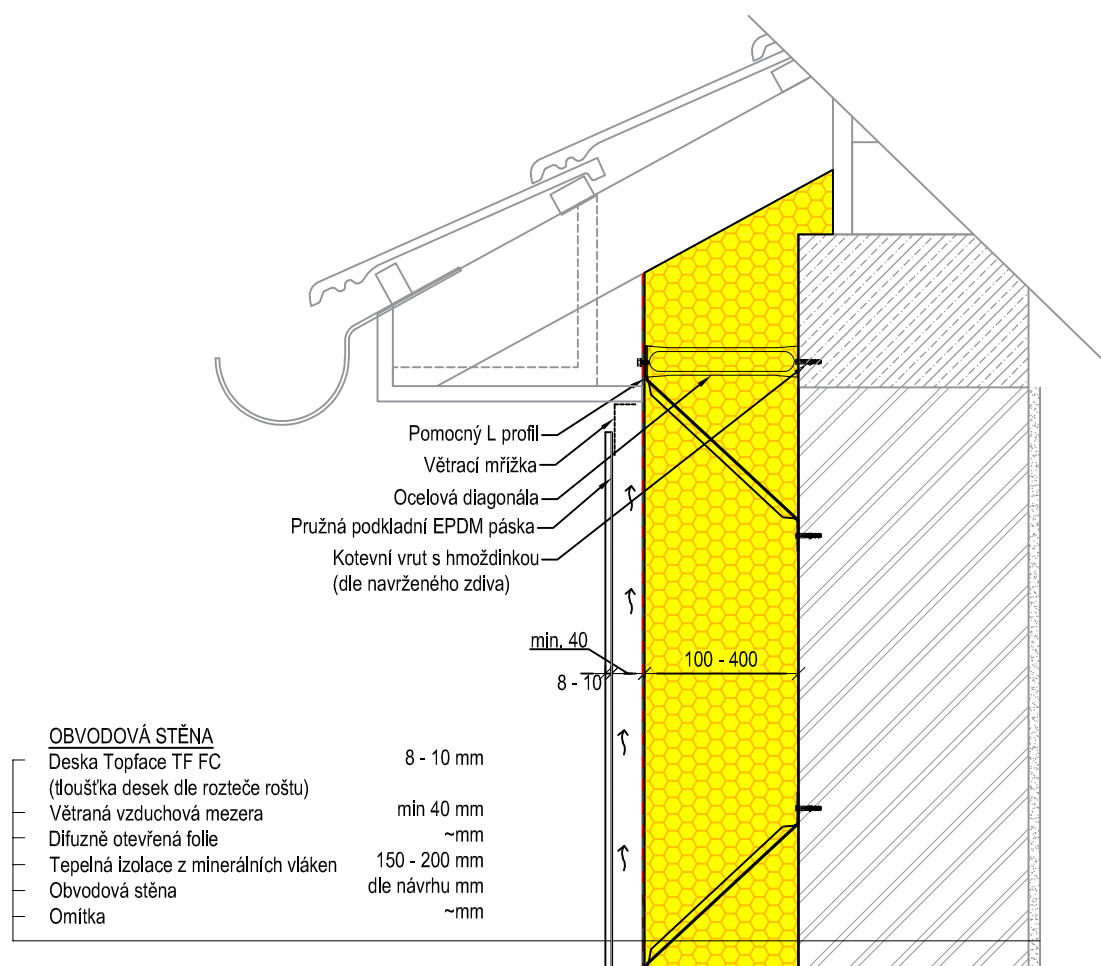 Pomocný L profil
Větrací mřížka
Ocelová diagonála
Pružná podkladní EPDM páska
Kotevní vrut s hmoždinkou
(dle navrženého zdiva)
min. 40
100 - 400
8 - 10
OBVODOVÁ STĚNA
Deska Topface TF FC 8 - 10 mm
(tloušťka desek dle rozteče roštu)
Větraná vzduchová mezera min 40 mm
Difuzně otevřená folie ~mm
Tepelná izolace z minerálních vláken 150 - 200 mm
Obvodová stěna dle návrhu mm
Omítka ~mm